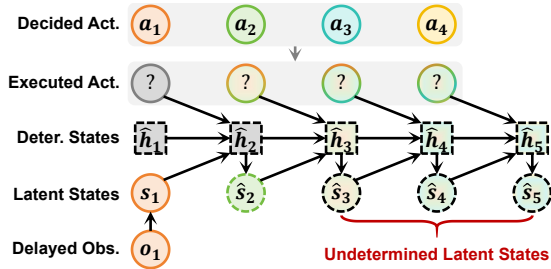 Decided Act. a₁ a₂ a₃ a₄
Executed Act. ? ? ? ?
Deter. States ĥ₁ ĥ₂ ĥ₃ ĥ₄ ĥ₅
Latent States s₁ ŝ₂ ŝ₃ ŝ₄ ŝ₅
Delayed Obs. o₁
Undetermined Latent States